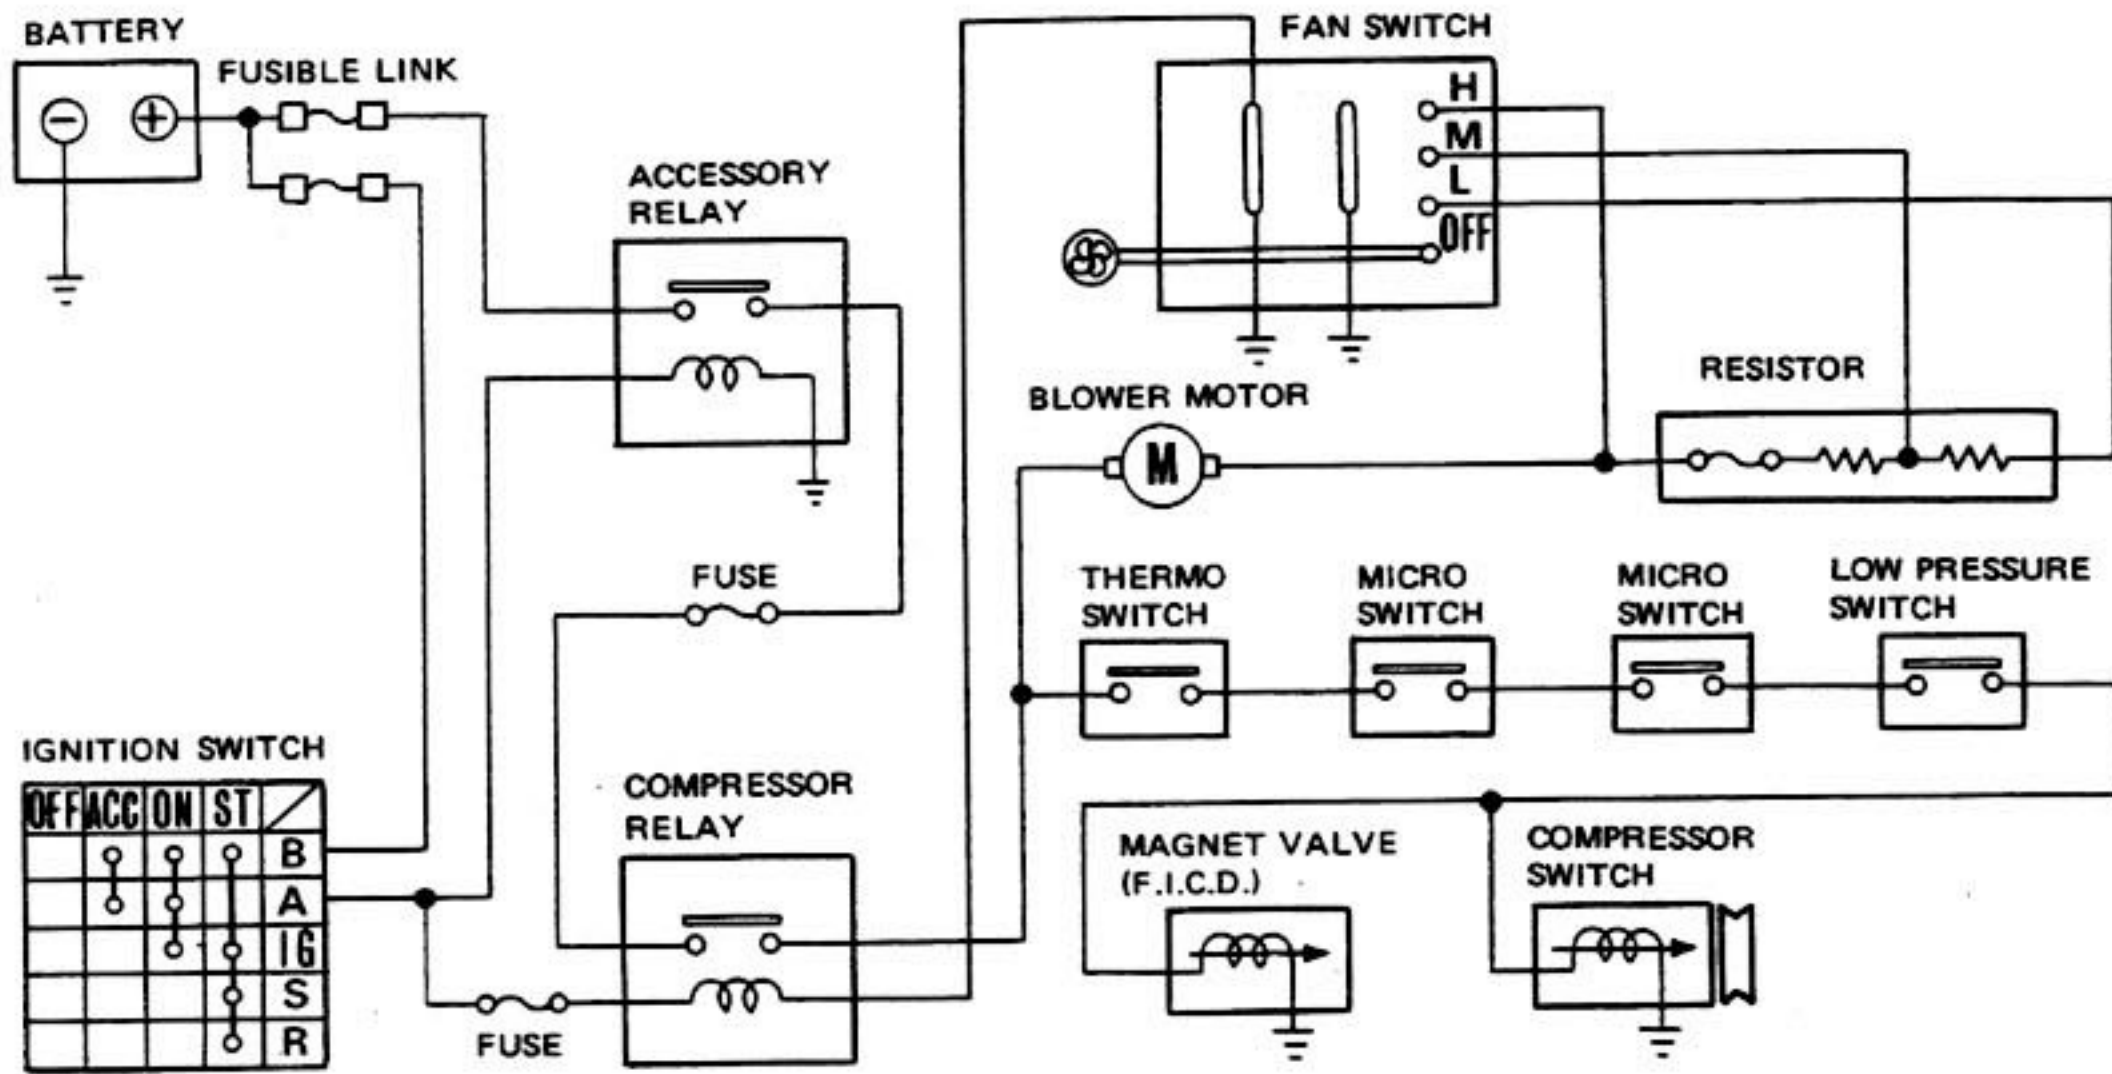 BATTERY
FUSIBLE LINK
FAN SWITCH
H
M
L
OFF
ACCESSORY
RELAY
BLOWER MOTOR
M
RESISTOR
FUSE
THERMO
SWITCH
MICRO
SWITCH
MICRO
SWITCH
LOW PRESSURE
SWITCH
IGNITION SWITCH
OFF ACC ON ST
B
A
IG
S
R
COMPRESSOR
RELAY
FUSE
MAGNET VALVE
(F.I.C.D.)
COMPRESSOR
SWITCH